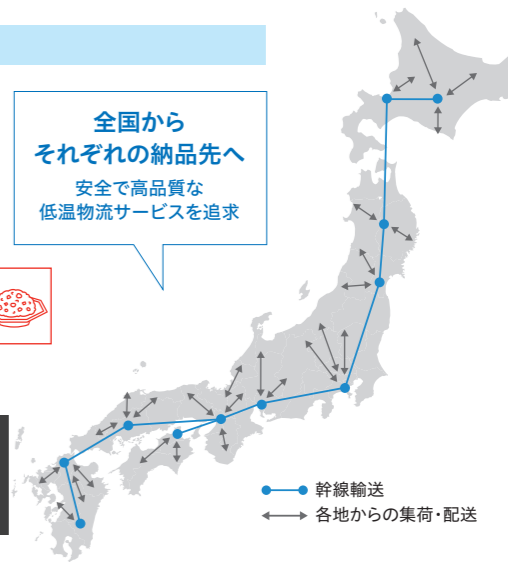 全国から
それぞれの納品先へ
安全で高品質な
低温物流サービスを追求
幹線輸送
各地からの集荷・配送